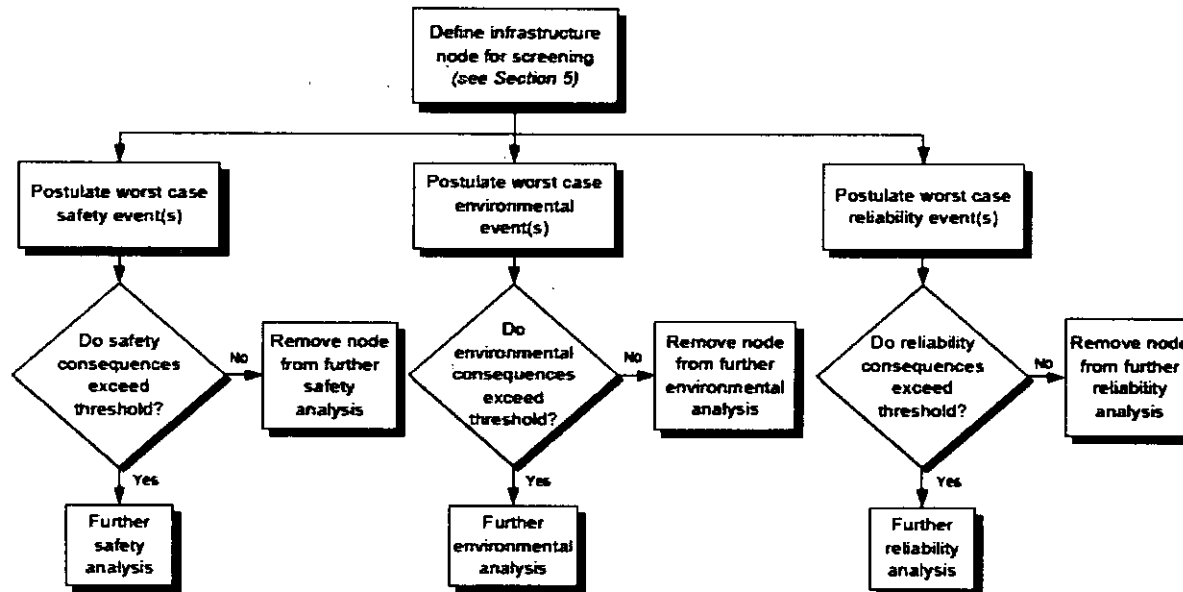 Define infrastructure
node for screening
(see Section 5)
Postulate worst case
safety event(s)
Postulate worst case
environmental
event(s)
Postulate worst case
reliability event(s)
Do safety
consequences
exceed
threshold?
No
Remove node
from further
safety
analysis
Do
environmental
consequences
exceed
threshold?
No
Remove node
from further
environmental
analysis
Do reliability
consequences
exceed
threshold?
No
Remove node
from further
reliability
analysis
Yes
Further
safety
analysis
Yes
Further
environmental
analysis
Yes
Further
reliability
analysis